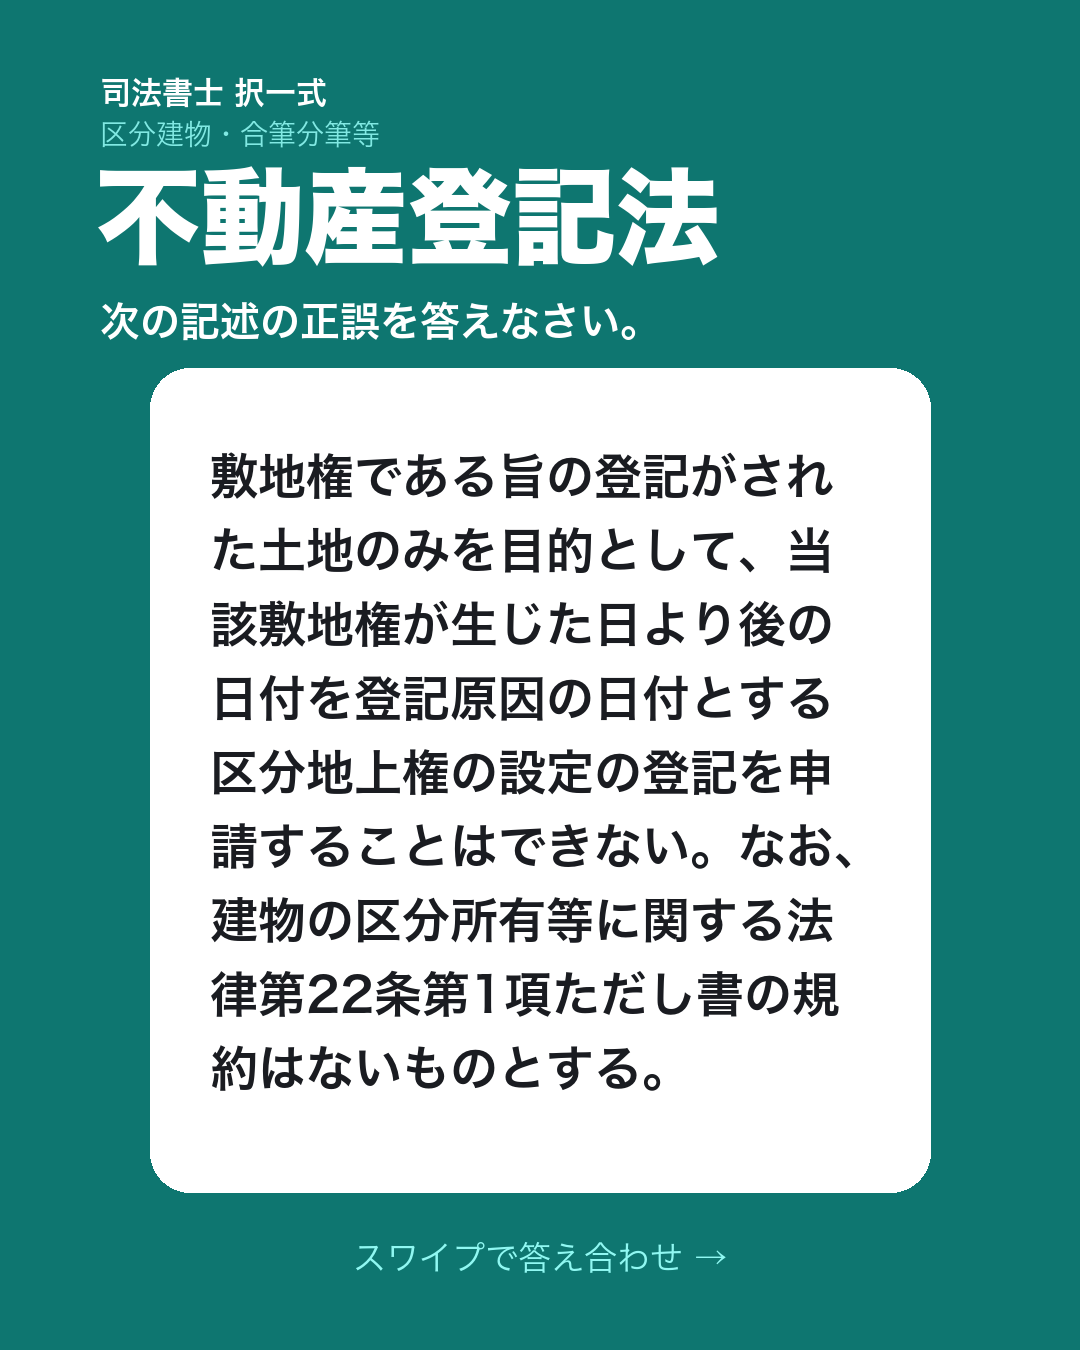 司法書士 択一式
区分建物・合筆分筆等
不動産登記法
次の記述の正誤を答えなさい。
敷地権である旨の登記がされ
た土地のみを目的として、当
該敷地権が生じた日より後の
日付を登記原因の日付とする
区分地上権の設定の登記を申
請することはできない。なお、
建物の区分所有等に関する法
律第22条第1項ただし書の規
約はないものとする。
スワイプで答え合わせ →